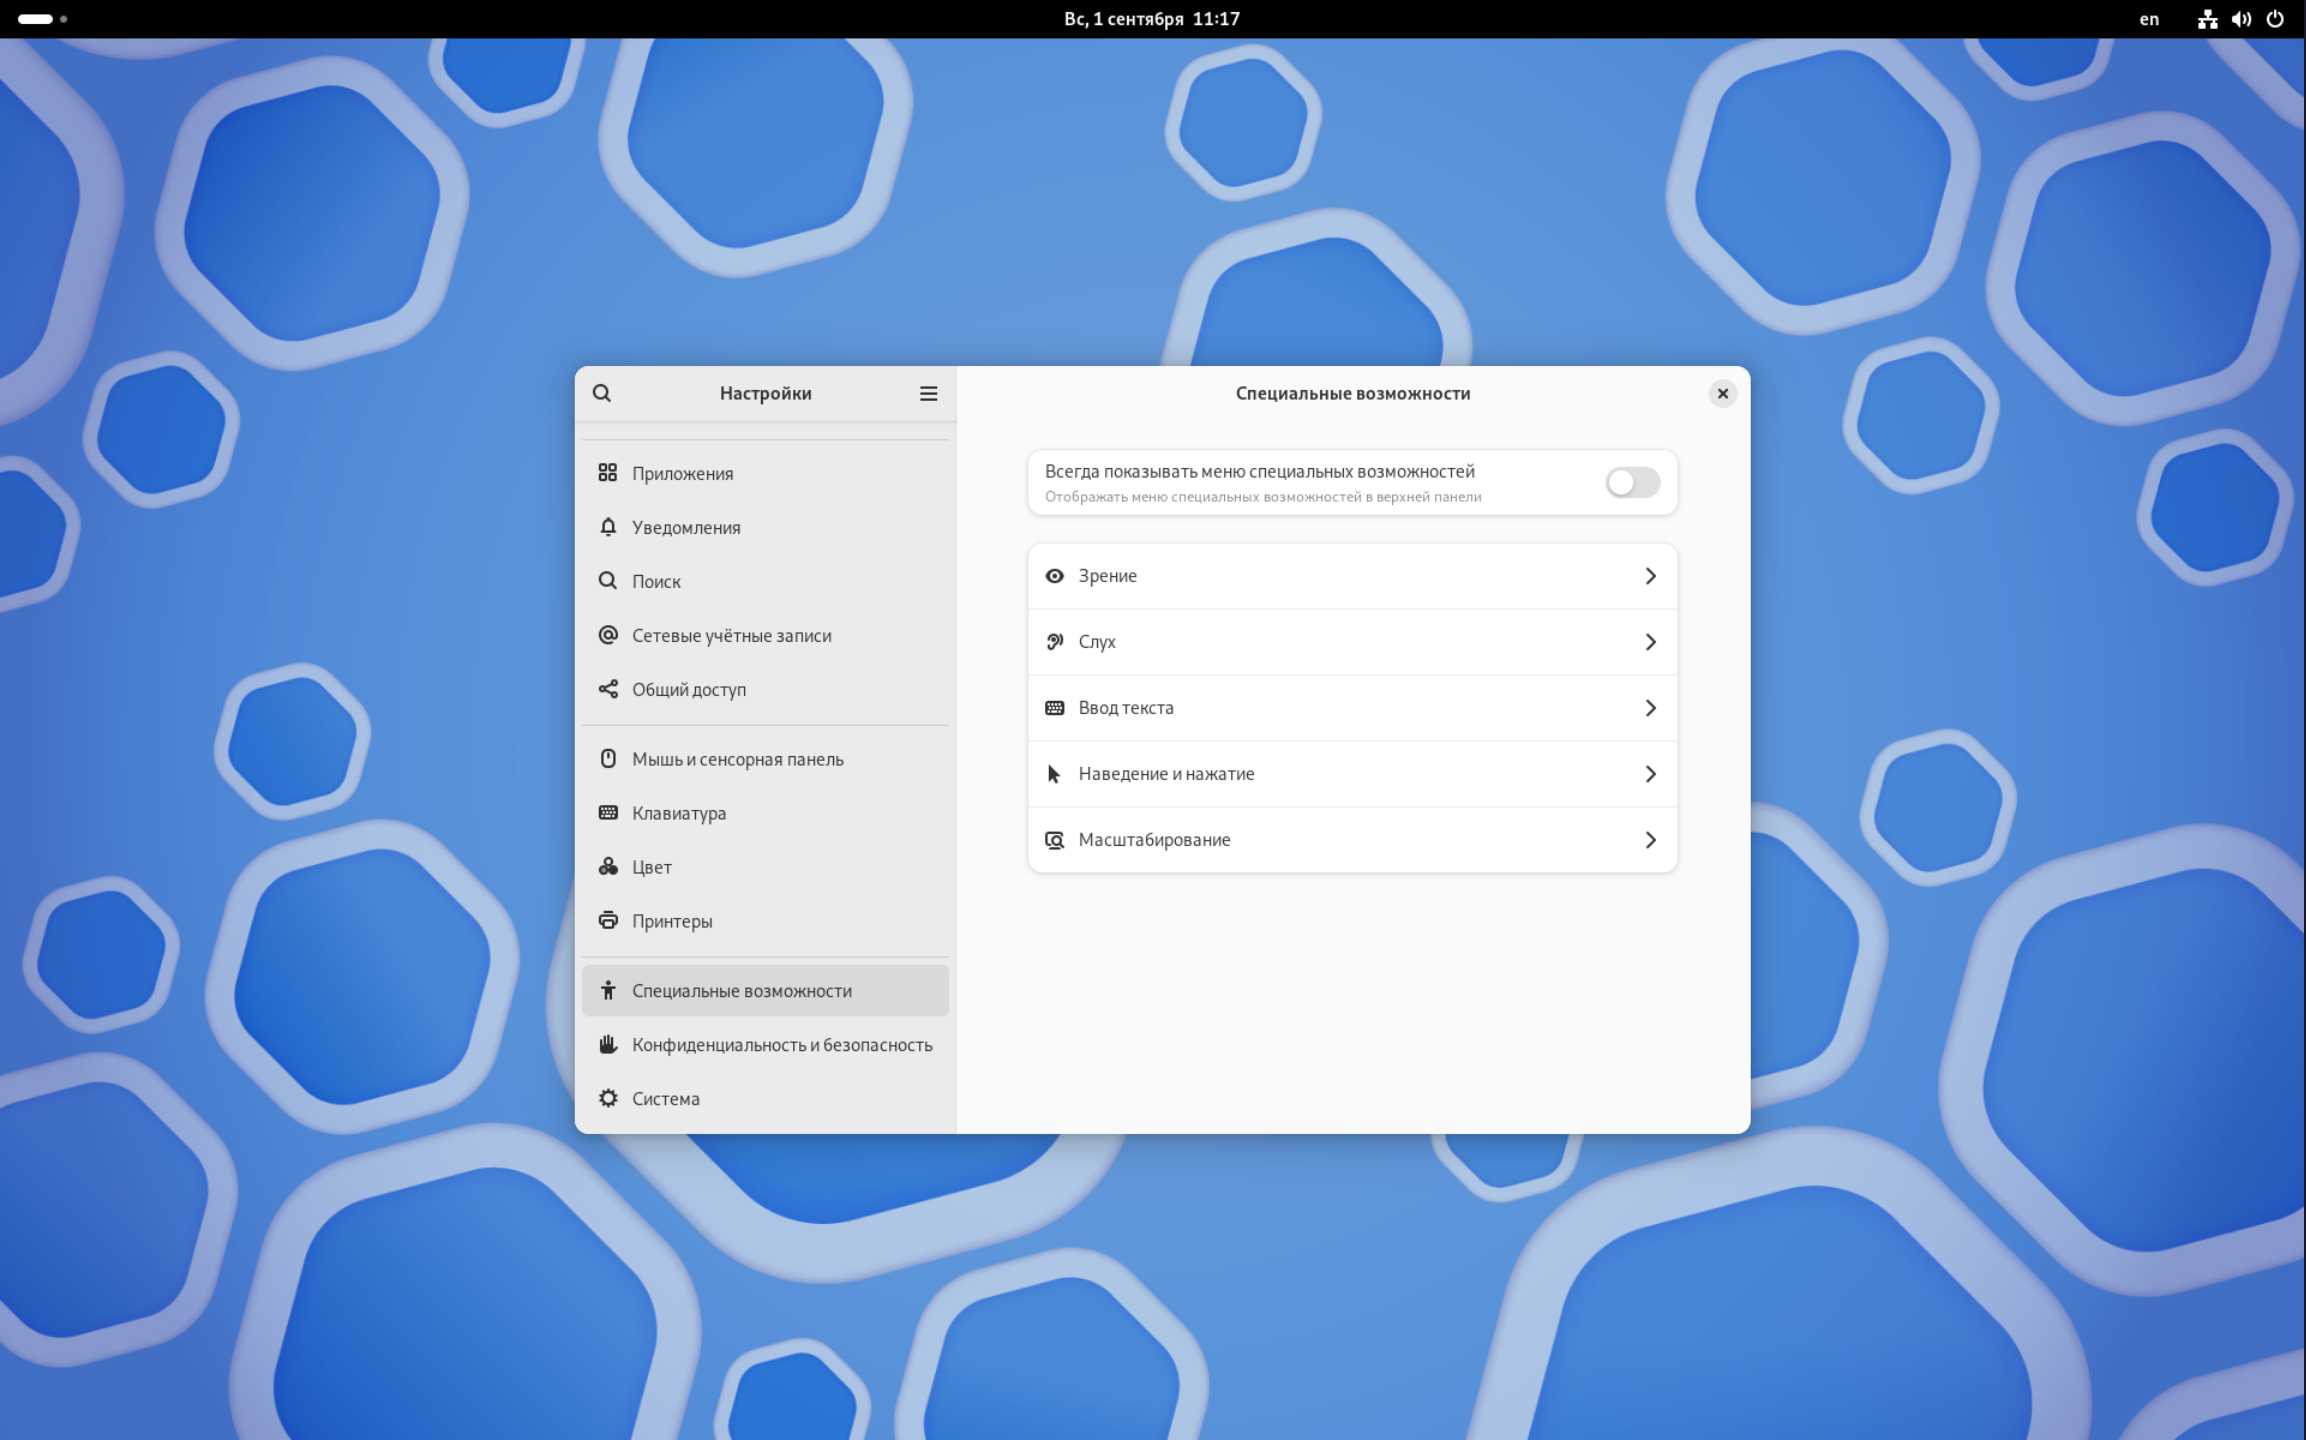 Вс, 1 сентября 11:17
en
Настройки
Специальные возможности
Приложения
Уведомления
Поиск
Сетевые учётные записи
Общий доступ
Мышь и сенсорная панель
Клавиатура
Цвет
Принтеры
Специальные возможности
Конфиденциальность и безопасность
Система
Всегда показывать меню специальных возможностей
Отображать меню специальных возможностей в верхней панели
Зрение
Слух
Ввод текста
Наведение и нажатие
Масштабирование